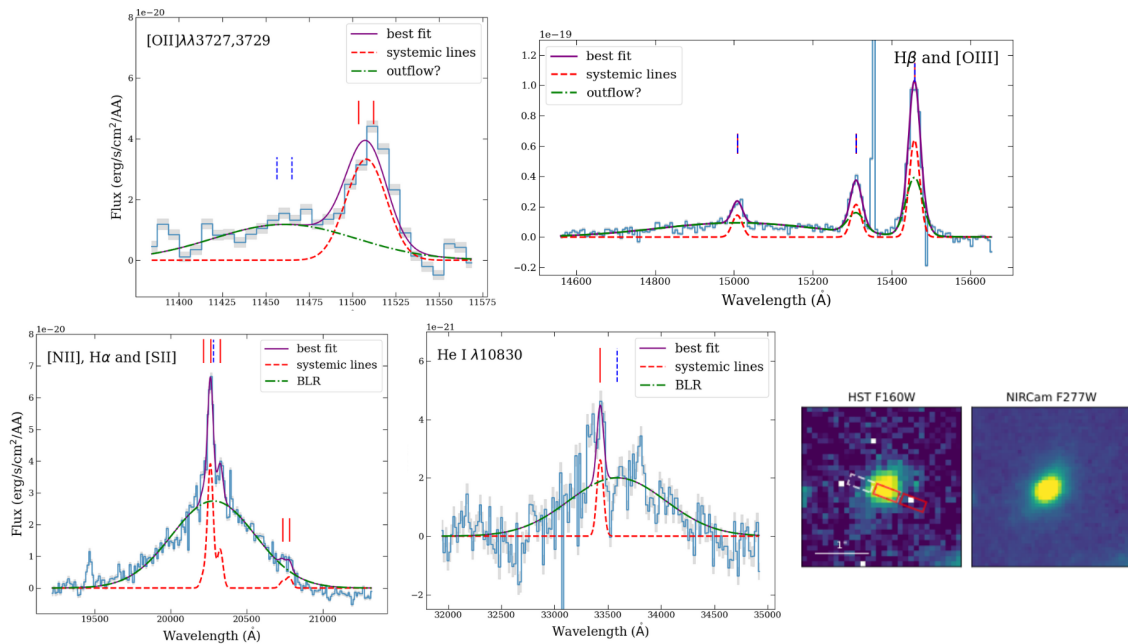 1e-20
[OII]λλ3727,3729
best fit
systemic lines
outflow?
Flux (erg/s/cm²/AA)
6
4
2
0
11400 11425 11450 11475 11500 11525 11550 11575
1e-19
Hβ and [OIII]
best fit
systemic lines
outflow?
1.2
1.0
0.8
0.6
0.4
0.2
0.0
−0.2
14600 14800 15000 15200 15400 15600
Wavelength (Å)
1e-20
[NII], Hα and [SII]
best fit
systemic lines
BLR
Flux (erg/s/cm²/AA)
8
6
4
2
0
19500 20000 20500 21000
Wavelength (Å)
1e-21
He I λ10830
best fit
systemic lines
BLR
6
4
2
0
−2
32000 32500 33000 33500 34000 34500 35000
Wavelength (Å)
HST F160W
1"
NIRCam F277W